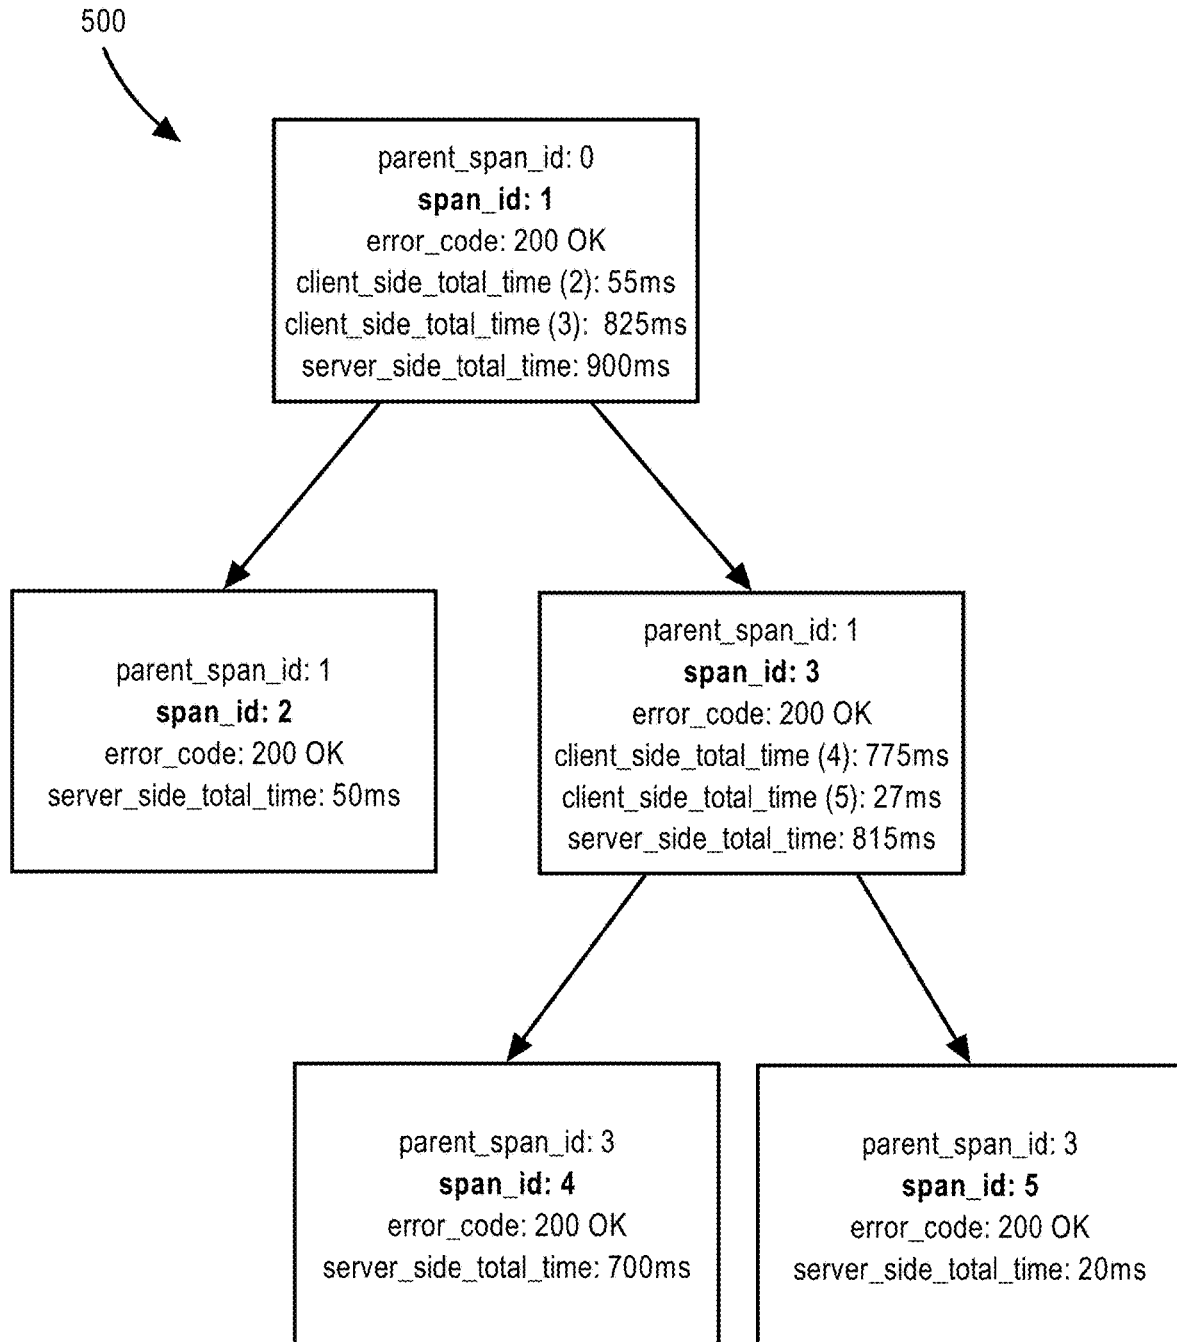 500
parent_span_id: 0
span_id: 1
error_code: 200 OK
client_side_total_time (2): 55ms
client_side_total_time (3): 825ms
server_side_total_time: 900ms
parent_span_id: 1
span_id: 2
error_code: 200 OK
server_side_total_time: 50ms
parent_span_id: 1
span_id: 3
error_code: 200 OK
client_side_total_time (4): 775ms
client_side_total_time (5): 27ms
server_side_total_time: 815ms
parent_span_id: 3
span_id: 4
error_code: 200 OK
server_side_total_time: 700ms
parent_span_id: 3
span_id: 5
error_code: 200 OK
server_side_total_time: 20ms